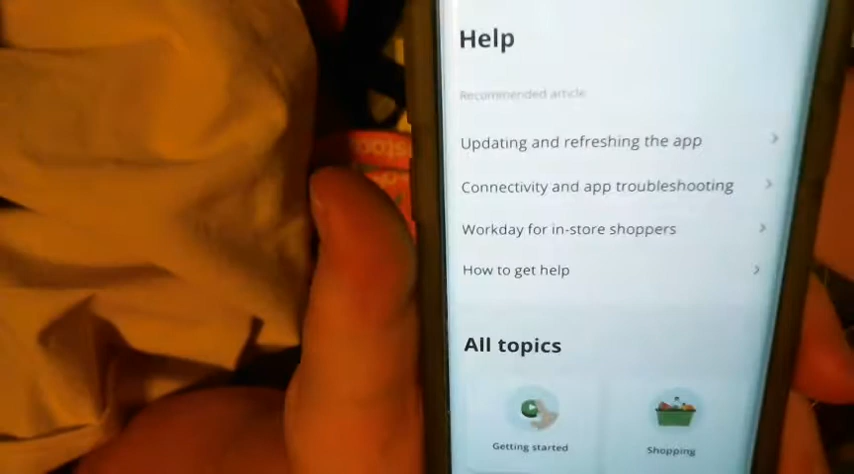 Help
Recommended article
Updating and refreshing the app
Connectivity and app troubleshooting
Workday for in-store shoppers
How to get help
All topics
Getting started
Shopping